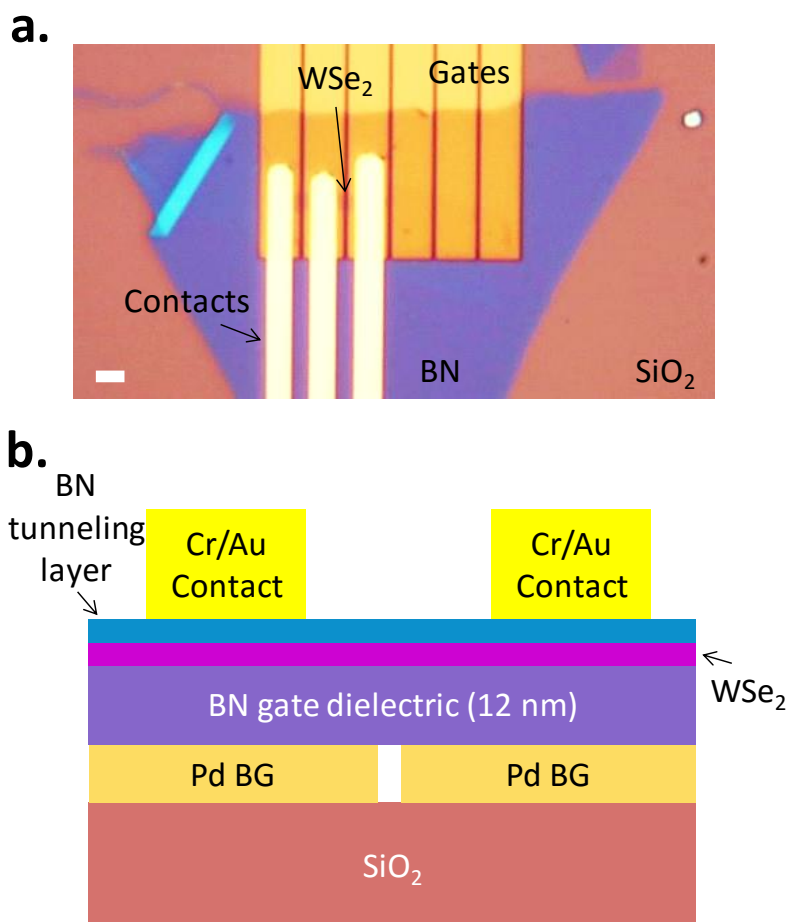 a.
WSe₂
Gates
Contacts
BN
SiO₂
b.
BN
tunneling
layer
Cr/Au
Contact
Cr/Au
Contact
WSe₂
BN gate dielectric (12 nm)
Pd BG
Pd BG
SiO₂